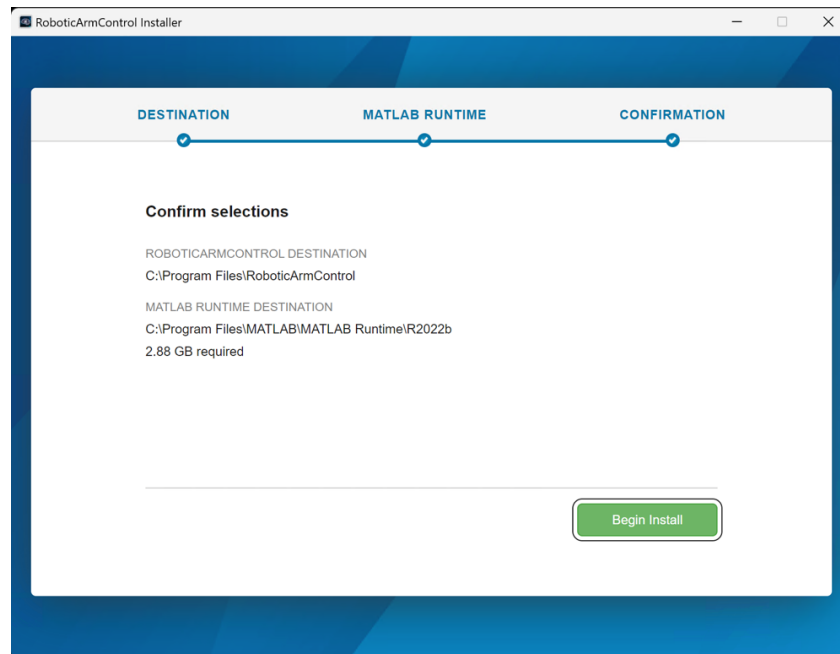 RoboticArmControl Installer
DESTINATION
MATLAB RUNTIME
CONFIRMATION
Confirm selections
ROBOTICARMCONTROL DESTINATION
C:\Program Files\RoboticArmControl
MATLAB RUNTIME DESTINATION
C:\Program Files\MATLAB\MATLAB Runtime\R2022b
2.88 GB required
Begin Install